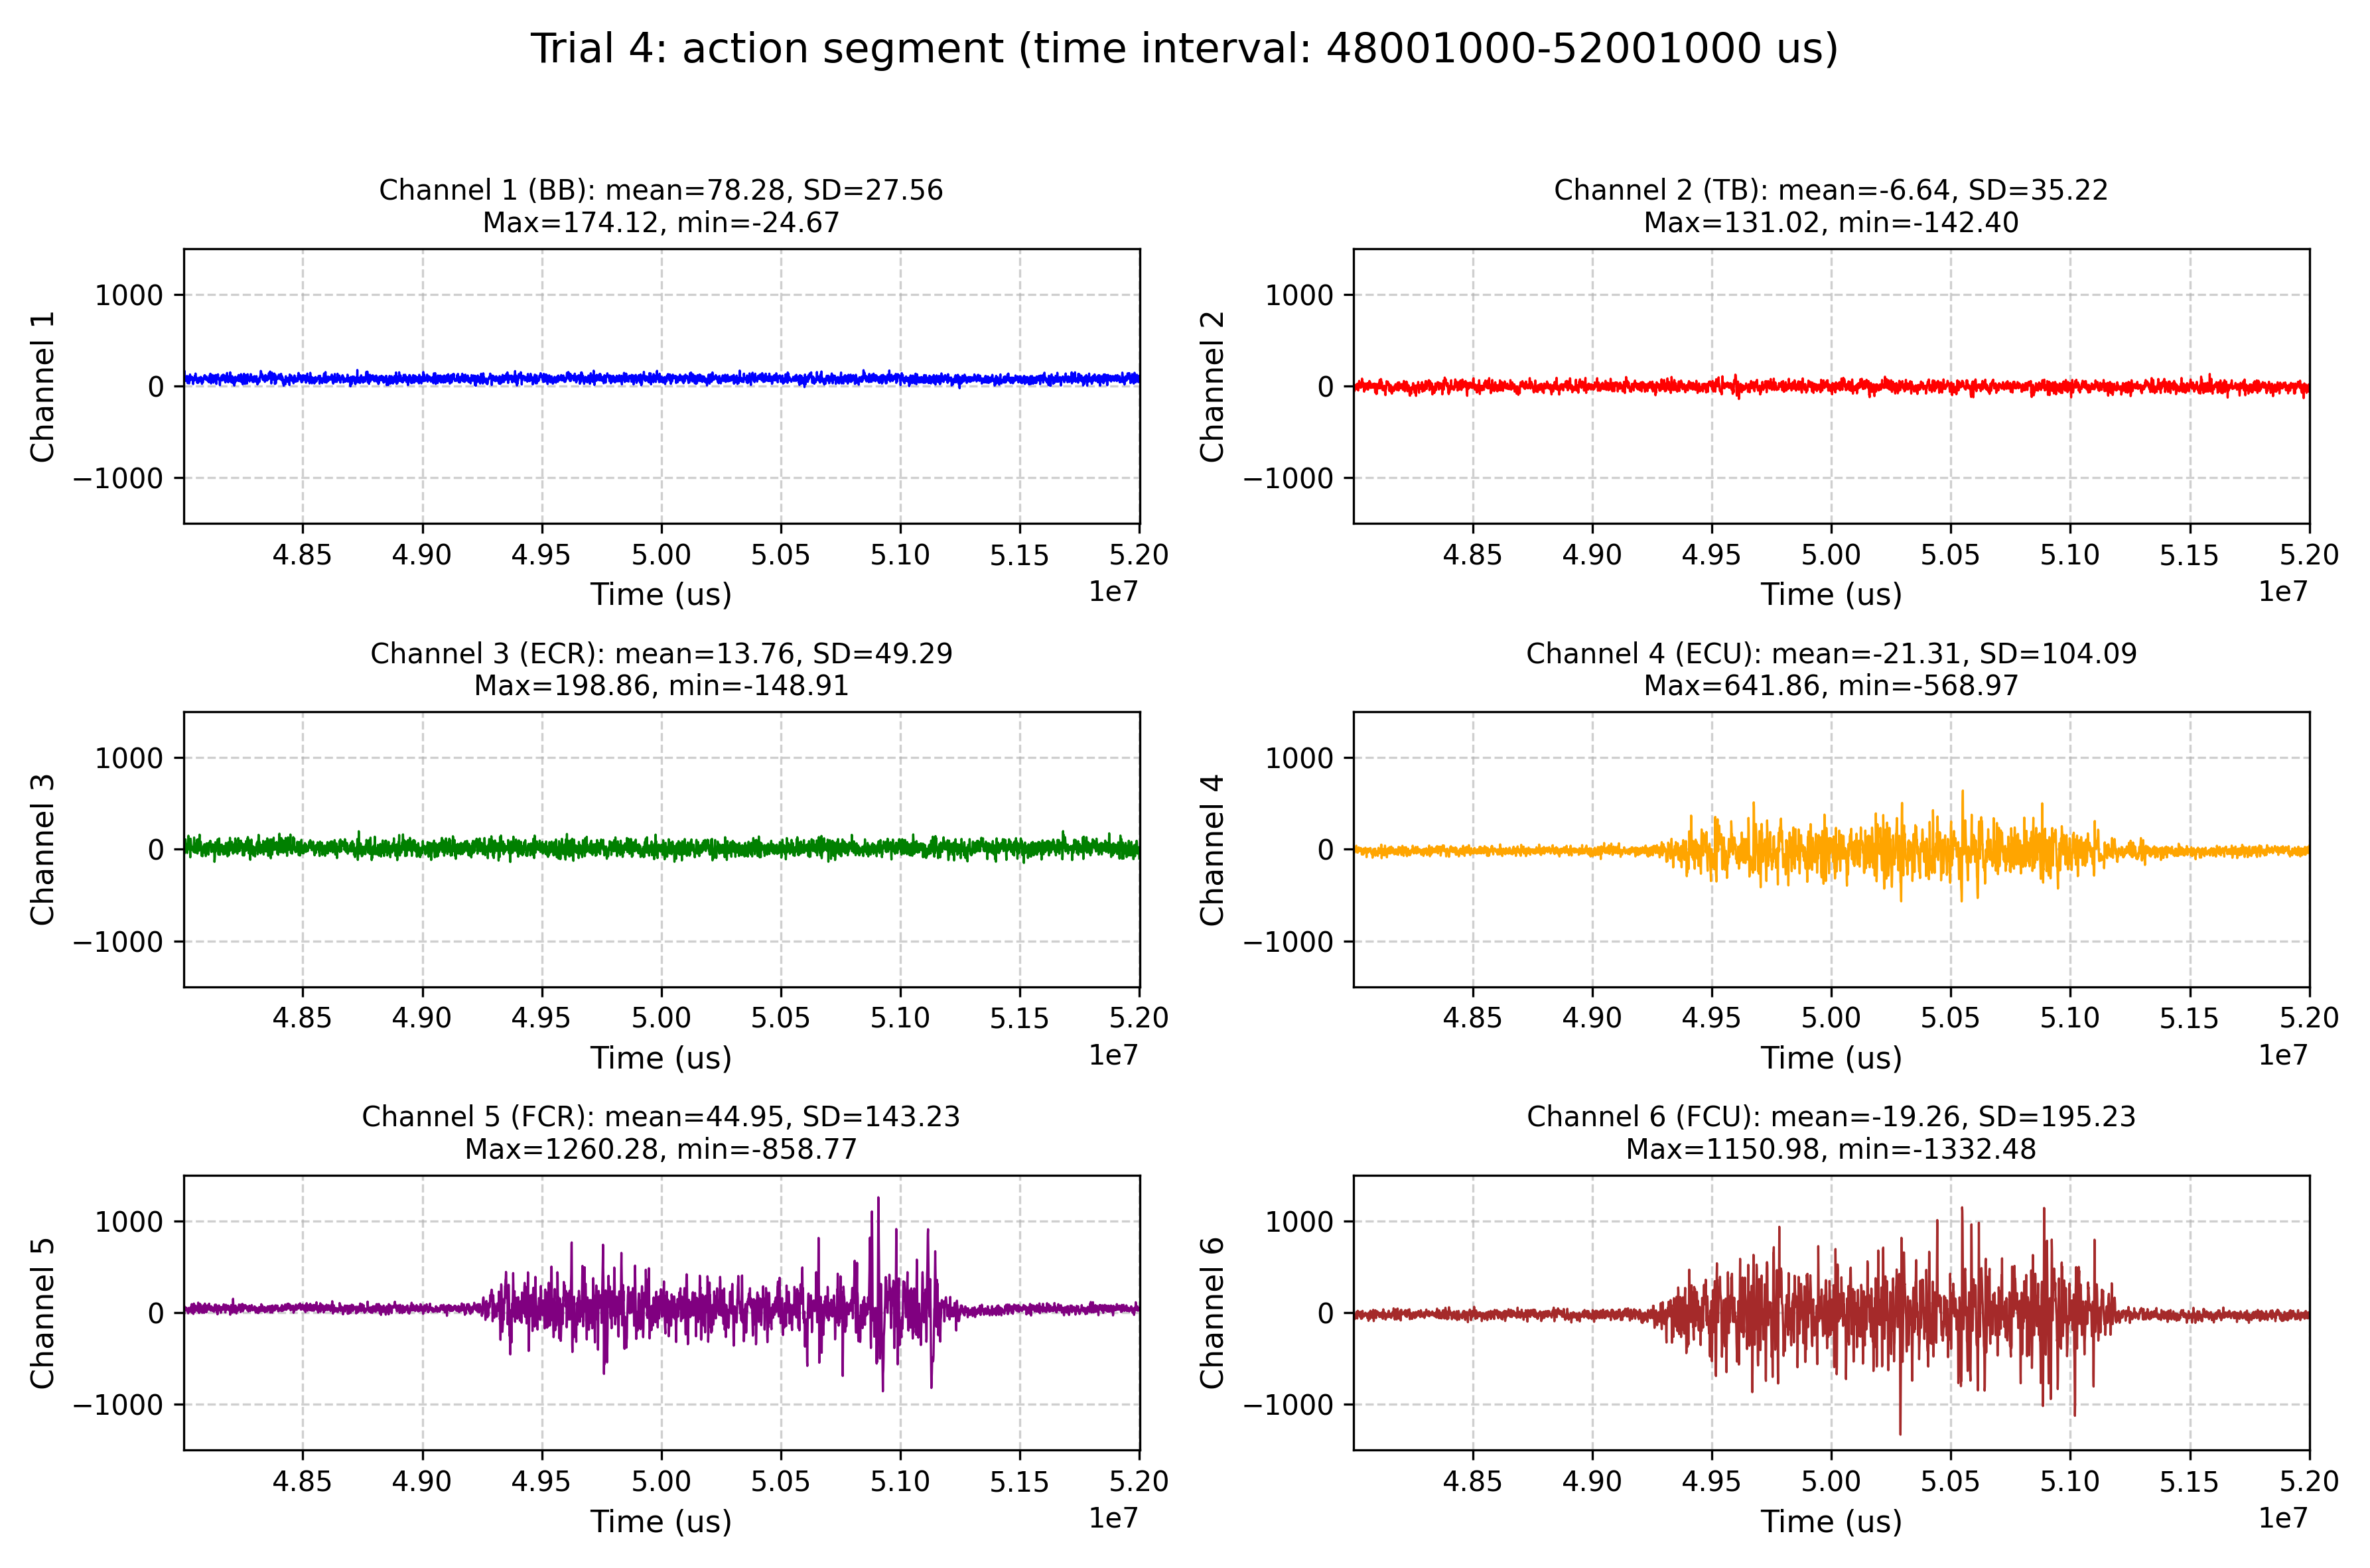 Trial 4: action segment (time interval: 48001000-52001000 us)
Channel 1 (BB): mean=78.28, SD=27.56
Max=174.12, min=-24.67
Channel 1
1000
0
−1000
4.85 4.90 4.95 5.00 5.05 5.10 5.15 5.20
Time (us)
1e7
Channel 2 (TB): mean=-6.64, SD=35.22
Max=131.02, min=-142.40
Channel 2
1000
0
−1000
4.85 4.90 4.95 5.00 5.05 5.10 5.15 5.20
Time (us)
1e7
Channel 3 (ECR): mean=13.76, SD=49.29
Max=198.86, min=-148.91
Channel 3
1000
0
−1000
4.85 4.90 4.95 5.00 5.05 5.10 5.15 5.20
Time (us)
1e7
Channel 4 (ECU): mean=-21.31, SD=104.09
Max=641.86, min=-568.97
Channel 4
1000
0
−1000
4.85 4.90 4.95 5.00 5.05 5.10 5.15 5.20
Time (us)
1e7
Channel 5 (FCR): mean=44.95, SD=143.23
Max=1260.28, min=-858.77
Channel 5
1000
0
−1000
4.85 4.90 4.95 5.00 5.05 5.10 5.15 5.20
Time (us)
1e7
Channel 6 (FCU): mean=-19.26, SD=195.23
Max=1150.98, min=-1332.48
Channel 6
1000
0
−1000
4.85 4.90 4.95 5.00 5.05 5.10 5.15 5.20
Time (us)
1e7